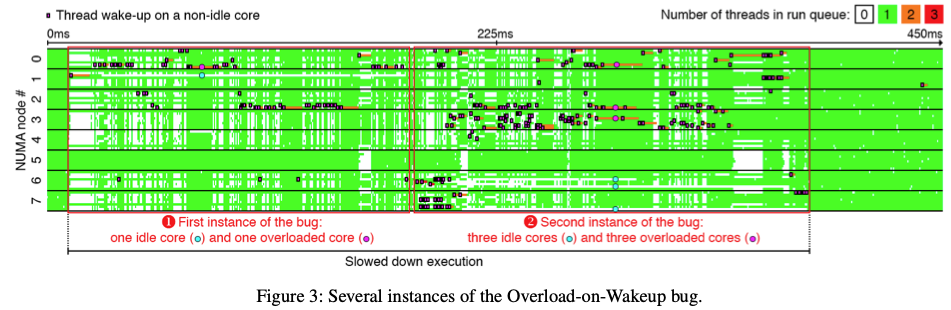 Thread wake-up on a non-idle core
Number of threads in run queue: 0 1 2 3
0ms 225ms 450ms
NUMA node #
0
1
2
3
4
5
6
7
❶ First instance of the bug:
one idle core (o) and one overloaded core (o)
❷ Second instance of the bug:
three idle cores (o) and three overloaded cores (o)
Slowed down execution
Figure 3: Several instances of the Overload-on-Wakeup bug.